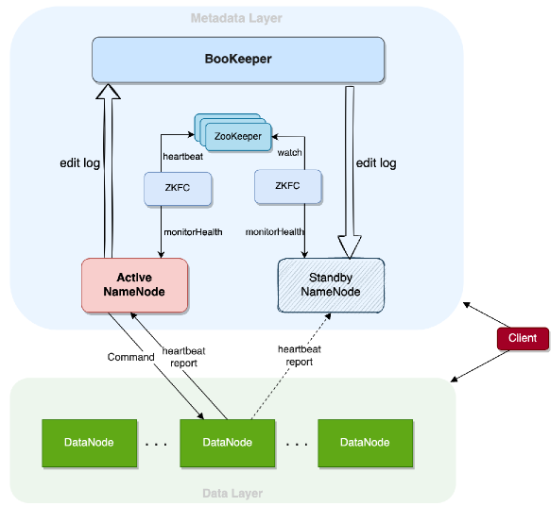 Metadata Layer
BooKeeper
ZooKeeper
heartbeat
watch
edit log
edit log
ZKFC
ZKFC
monitorHealth
monitorHealth
Active
NameNode
Standby
NameNode
Client
Command
heartbeat
report
heartbeat
report
DataNode
. . .
DataNode
. . .
DataNode
Data Layer